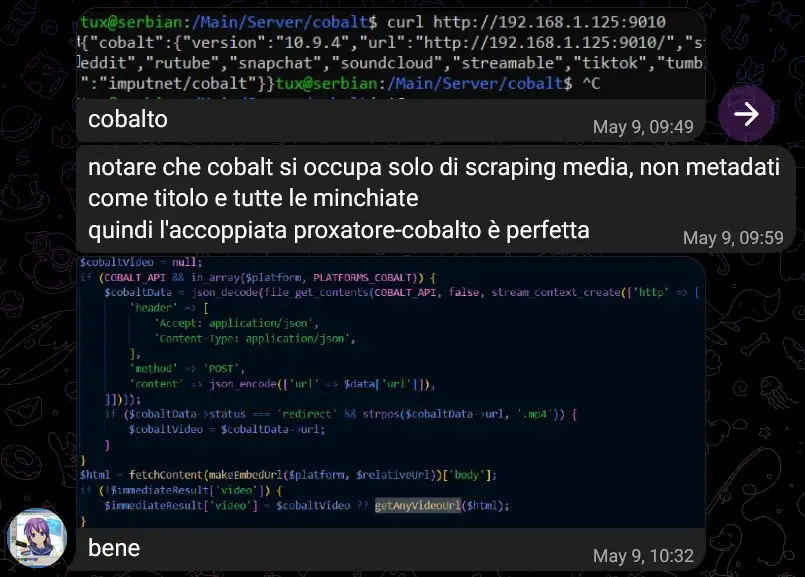 tux@serbian:/Main/Server/cobalt$ curl http://192.168.1.125:9010
{"cobalt":{"version":"10.9.4","url":"http://192.168.1.125:9010/","st
eddit","rutube","snapchat","soundcloud","streamable","tiktok","tumb
":"imputnet/cobalt"}}tux@serbian:/Main/Server/cobalt$ ^C
cobalto
May 9, 09:49
notare che cobalt si occupa solo di scraping media, non metadati
come titolo e tutte le minchiate
quindi l'accoppiata proxatore-cobalto è perfetta
May 9, 09:59
$cobaltVideo = null;
if (COBALT_API && in_array($platform, PLATFORMS_COBALT)) {
$cobaltData = json_decode(file_get_contents(COBALT_API, false, stream_context_create(['http' => [
'header' => [
'Accept: application/json',
'Content-Type: application/json',
],
'method' => 'POST',
'content' => json_encode(['url' => $data['url']]),
]])));
if ($cobaltData->status === 'redirect' && strpos($cobaltData->url, '.mp4')) {
$cobaltVideo = $cobaltData->url;
}
}
$html = fetchContent(makeEmbedUrl($platform, $relativeUrl))['body'];
if (!$immediateResult['video']) {
$immediateResult['video'] = $cobaltVideo ?? getAnyVideoUrl($html);
}
bene
May 9, 10:32